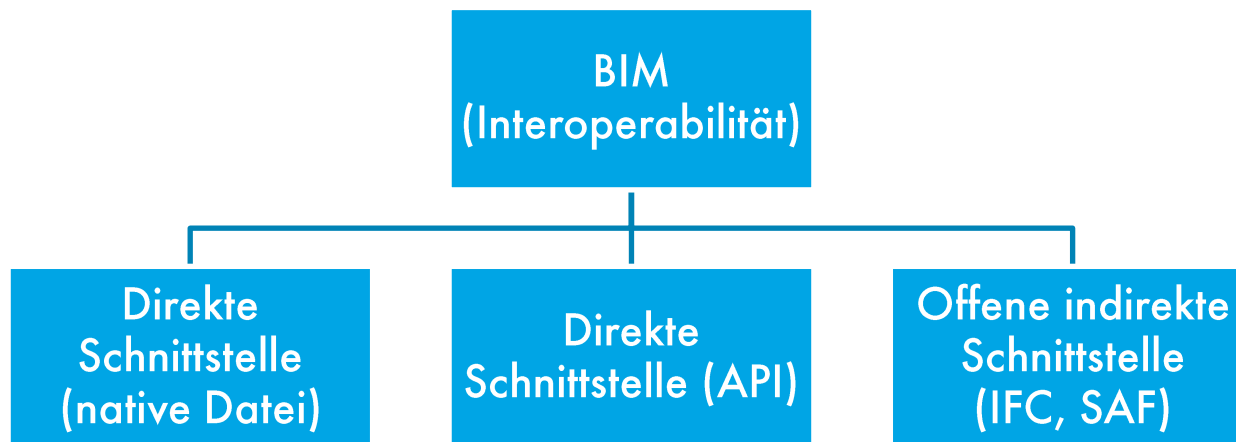 BIM
(Interoperabilität)
Direkte
Schnittstelle
(native Datei)
Direkte
Schnittstelle (API)
Offene indirekte
Schnittstelle
(IFC, SAF)